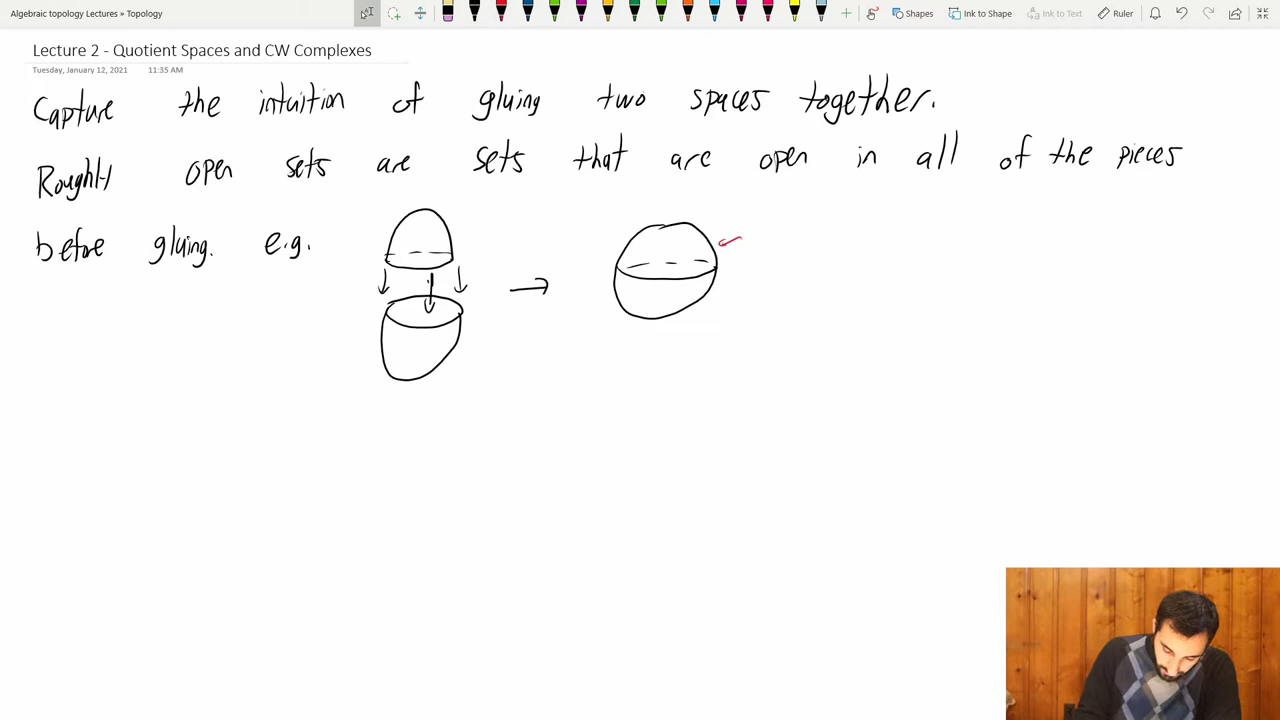 Algebraic topology Lectures » Topology
Shapes Ink to Shape Ink to Text Ruler
Lecture 2 - Quotient Spaces and CW Complexes
Tuesday, January 12, 2021 11:35 AM
Capture the intuition of gluing two spaces together.
Roughly open sets are sets that are open in all of the pieces
before gluing. e.g.